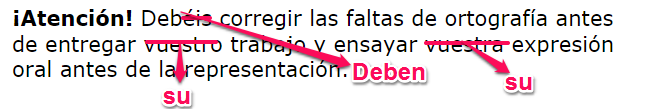 ¡Atención! Debéis corregir las faltas de ortografía antes
de entregar vuestro trabajo y ensayar vuestra expresión
oral antes de la representación. Deben
su su